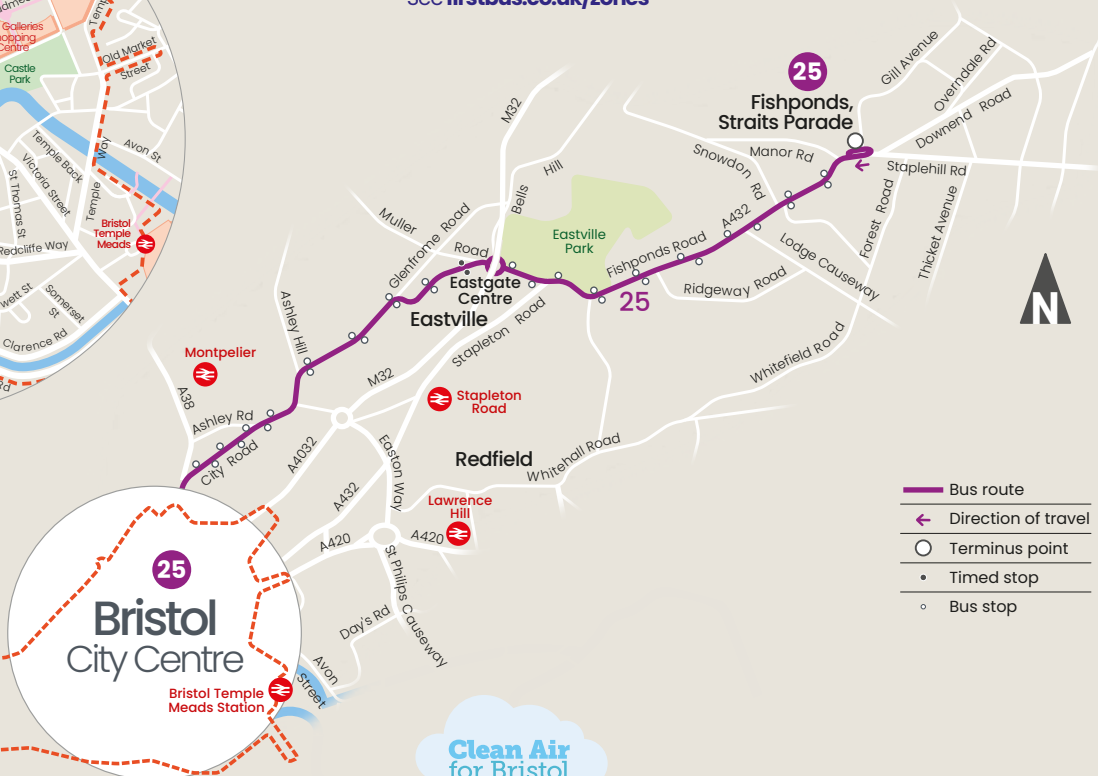 See firstbus.co.uk/zones
Galleries
Centre
Castle
Park
Old Market
Street
Temple Back
Victoria Street
Avon St
Temple
Way
St Thomas St
Bristol
Temple
Meads
Redcliffe Way
Somerset
St
Clarence Rd
Rd
25
Fishponds,
Straits Parade
Gill Avenue
Overndale Rd
Downend Road
Staplehill Rd
Manor Rd
Snowdon Rd
Forest Road
Thicket Avenue
A432
Lodge Causeway
Fishponds Road
Ridgeway Road
25
Whitefield Road
M32
Bells Hill
Eastville
Park
Muller
Road
Glenfrome Road
Eastgate
Centre
Eastville
Stapleton Road
Ashley Hill
M32
Montpelier
A38
Ashley Rd
City Road
A4032
Stapleton
Road
Easton Way
Redfield
Whitehall Road
A432
Lawrence
Hill
A420
A420
St Philips Causeway
Day's Rd
Avon
Street
25
Bristol
City Centre
Bristol Temple
Meads Station
N
Bus route
Direction of travel
Terminus point
Timed stop
Bus stop
Clean Air
for Bristol